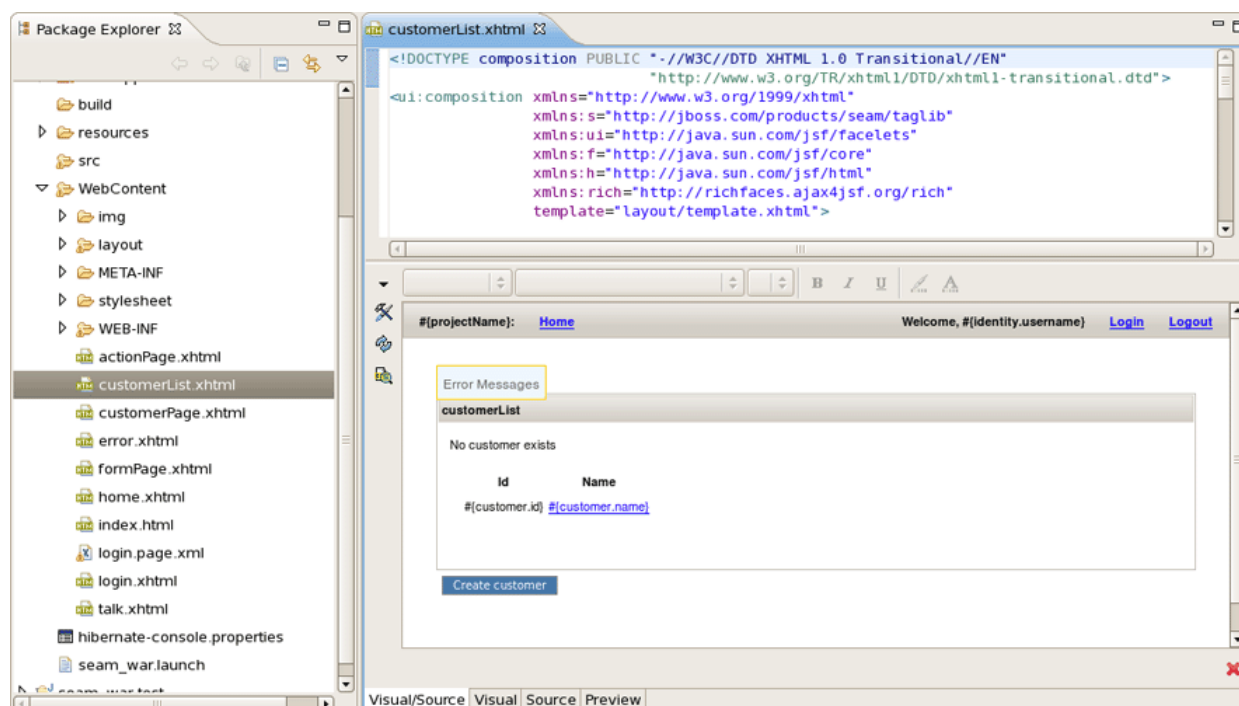 Package Explorer
build
resources
src
WebContent
img
layout
META-INF
stylesheet
WEB-INF
actionPage.xhtml
customerList.xhtml
customerPage.xhtml
error.xhtml
formPage.xhtml
home.xhtml
index.html
login.page.xml
login.xhtml
talk.xhtml
hibernate-console.properties
seam_war.launch
customerList.xhtml
<!DOCTYPE composition PUBLIC "-//W3C//DTD XHTML 1.0 Transitional//EN"
"http://www.w3.org/TR/xhtml1/DTD/xhtml1-transitional.dtd">
<ui:composition xmlns="http://www.w3.org/1999/xhtml"
xmlns:s="http://jboss.com/products/seam/taglib"
xmlns:ui="http://java.sun.com/jsf/facelets"
xmlns:f="http://java.sun.com/jsf/core"
xmlns:h="http://java.sun.com/jsf/html"
xmlns:rich="http://richfaces.ajax4jsf.org/rich"
template="layout/template.xhtml">
B I U A
#{projectName}: Home Welcome, #{identity.username} Login Logout
Error Messages
customerList
No customer exists
Id Name
#{customer.id} #{customer.name}
Create customer
Visual/Source Visual Source Preview